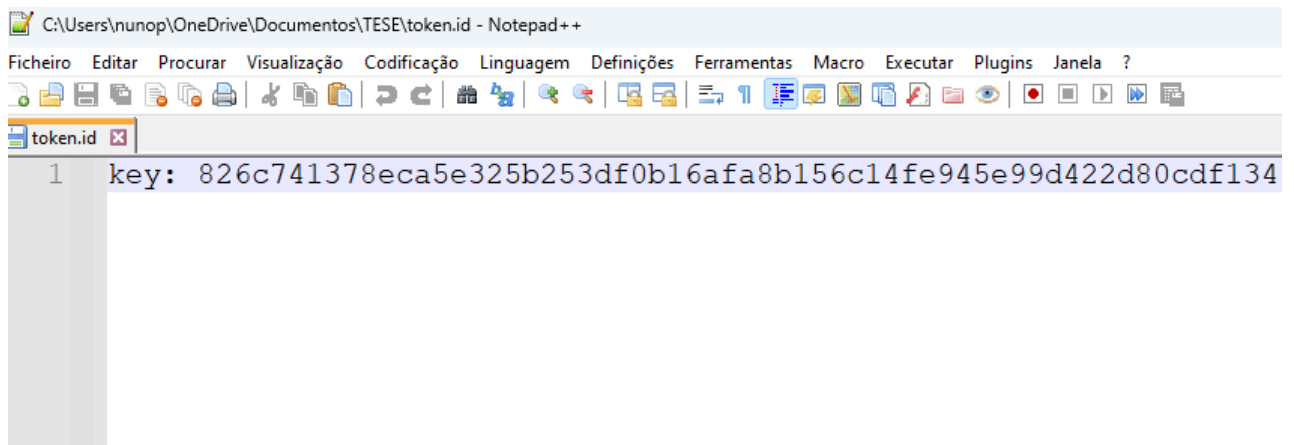 C:\Users\nunop\OneDrive\Documentos\TESE\token.id - Notepad++
Ficheiro Editar Procurar Visualização Codificação Linguagem Definições Ferramentas Macro Executar Plugins Janela ?
token.id
1 key: 826c741378eca5e325b253df0b16afa8b156c14fe945e99d422d80cdf134